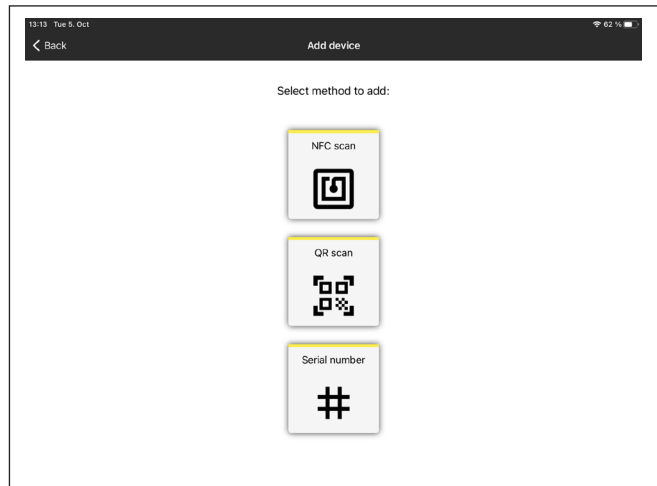 13:13 Tue 5. Oct 62 %
Back Add device
Select method to add:
NFC scan
QR scan
Serial number